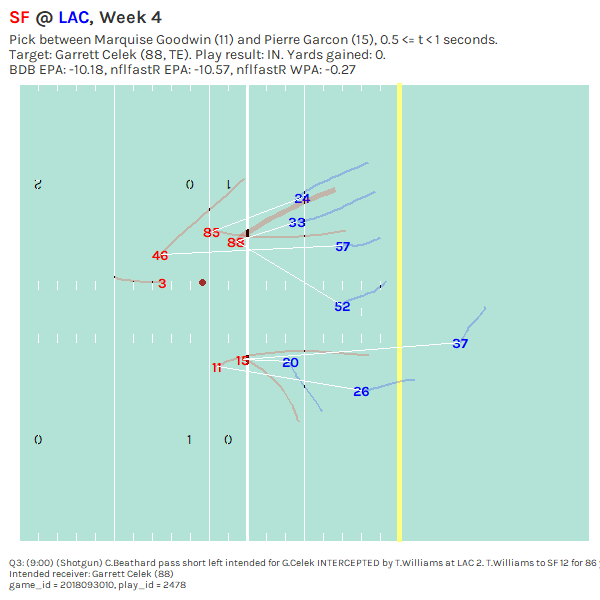 SF @ LAC, Week 4
Pick between Marquise Goodwin (11) and Pierre Garcon (15), 0.5 <= t < 1 seconds.
Target: Garrett Celek (88, TE). Play result: IN. Yards gained: 0.
BDB EPA: -10.18, nflfastR EPA: -10.57, nflfastR WPA: -0.27
2 0 1
24
33
85
88
57
46
3
52
37
15
20
11
26
0 1 0
Q3: (9:00) (Shotgun) C.Beathard pass short left intended for G.Celek INTERCEPTED by T.Williams at LAC 2. T.Williams to SF 12 for 86
Intended receiver: Garrett Celek (88)
game_id = 2018093010, play_id = 2478